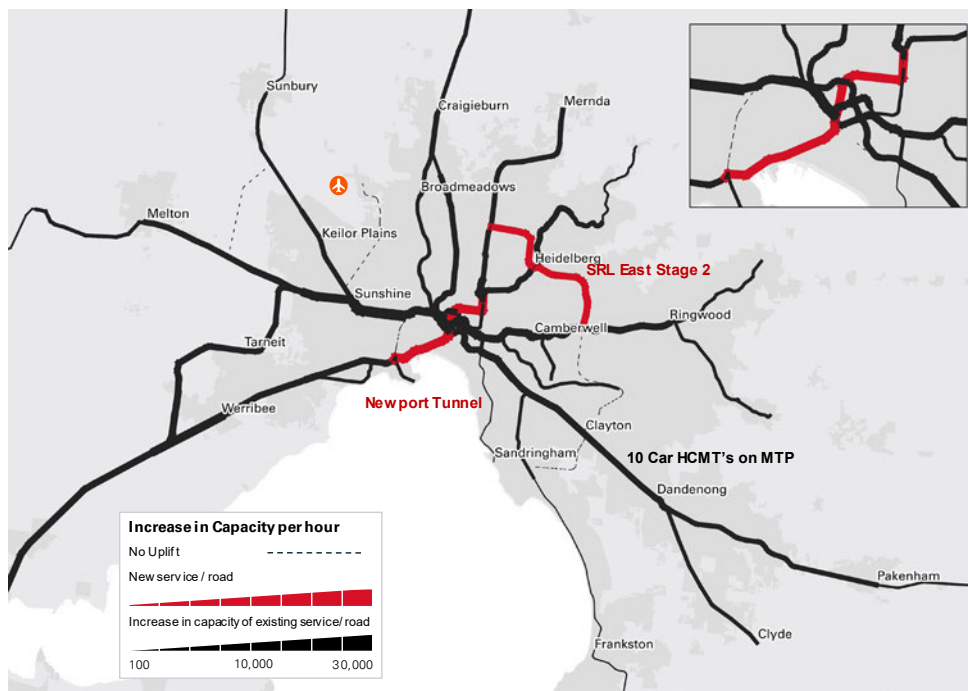 Sunbury
Craigieburn
Mernda
Broadmeadows
Melton
Keilor Plains
Heidelberg
SRL East Stage 2
Sunshine
Ringwood
Camberwell
Tarneit
Newport Tunnel
Werribee
Clayton
Sandringham
10 Car HCMT's on MTP
Dandenong
Pakenham
Clyde
Frankston
Increase in Capacity per hour
No Uplift
New service / road
Increase in capacity of existing service/ road
100 10,000 30,000